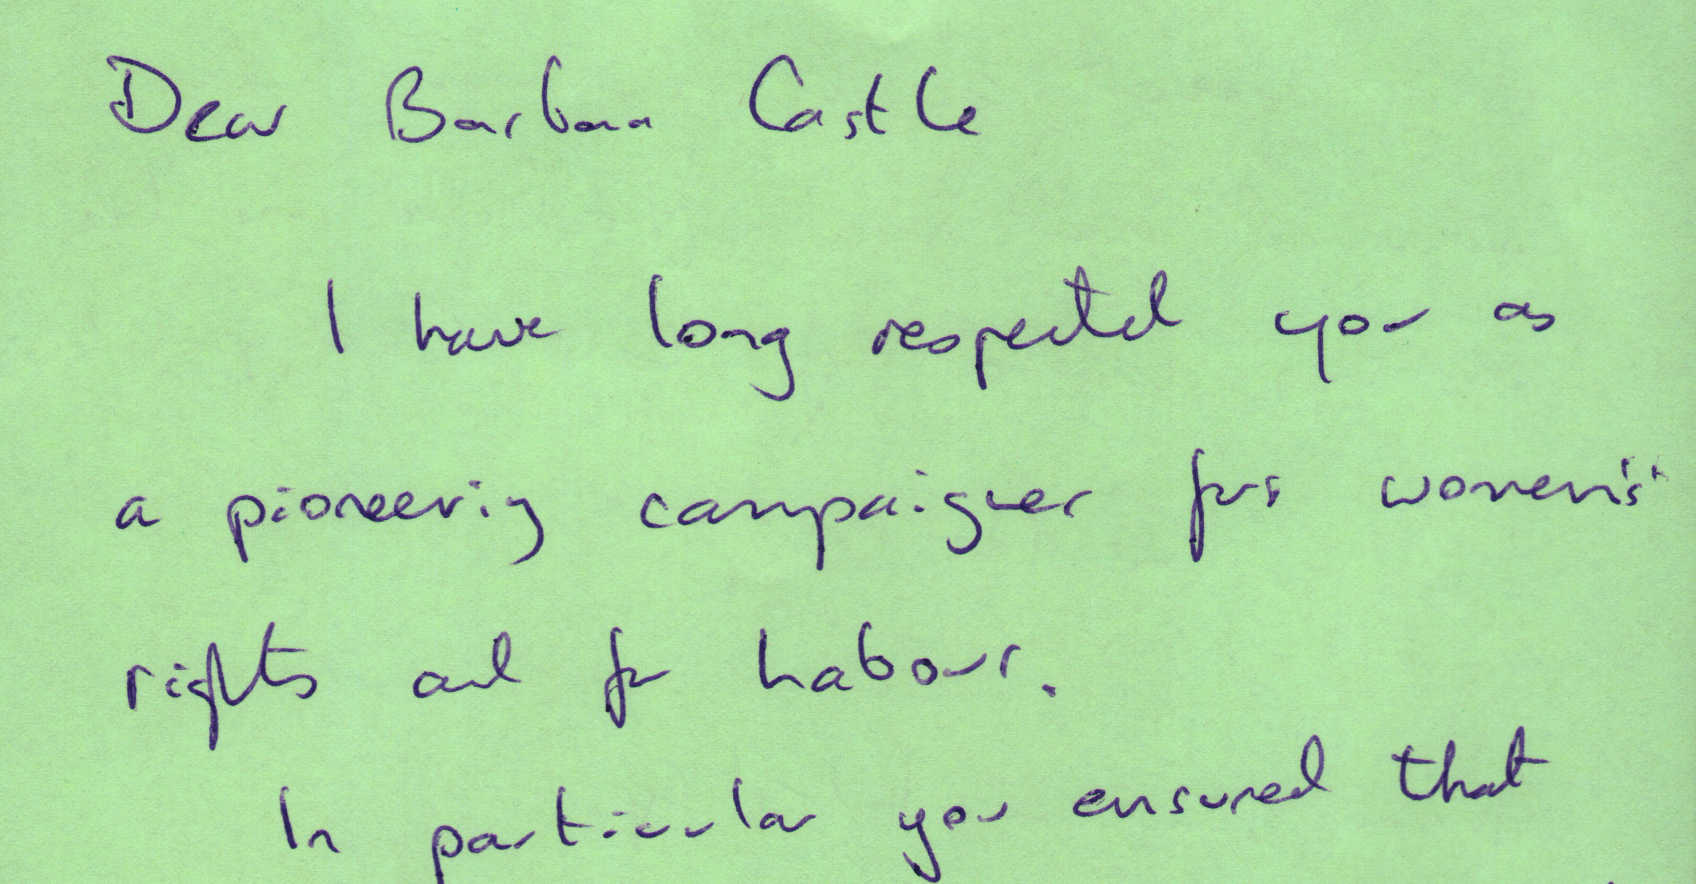 Dear Barbara Castle
I have long respected you as
a pioneering campaigner for women's
rights and for Labour.
In particular you ensured that